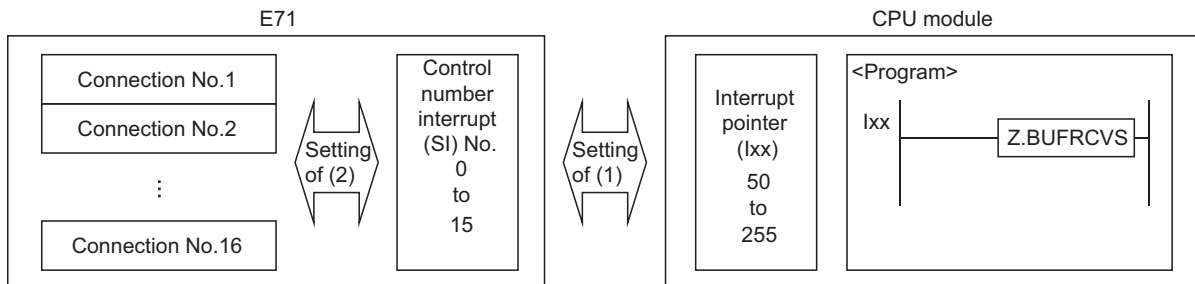 E71
Connection No.1
Connection No.2
⋮
Connection No.16
Setting
of (2)
Control
number
interrupt
(SI) No.
0
to
15
Setting
of (1)
CPU module
Interrupt
pointer
(Ixx)
50
to
255
<Program>
Ixx
Z.BUFRCVS